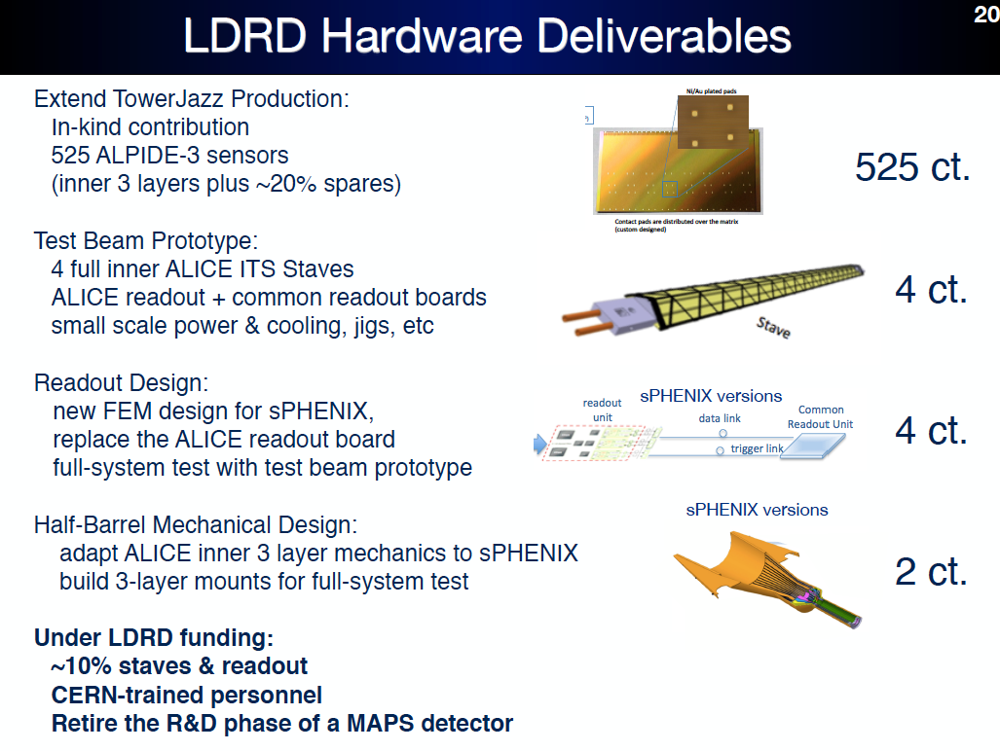 20
LDRD Hardware Deliverables
Extend TowerJazz Production:
In-kind contribution
525 ALPIDE-3 sensors
(inner 3 layers plus ~20% spares)
Ni/Au plated pads
Contact pads are distributed over the matrix
(custom designed)
525 ct.
Test Beam Prototype:
4 full inner ALICE ITS Staves
ALICE readout + common readout boards
small scale power & cooling, jigs, etc
Stave
4 ct.
Readout Design:
new FEM design for sPHENIX,
replace the ALICE readout board
full-system test with test beam prototype
sPHENIX versions
readout
unit
data link
trigger link
Common
Readout Unit
4 ct.
Half-Barrel Mechanical Design:
adapt ALICE inner 3 layer mechanics to sPHENIX
build 3-layer mounts for full-system test
sPHENIX versions
2 ct.
Under LDRD funding:
~10% staves & readout
CERN-trained personnel
Retire the R&D phase of a MAPS detector